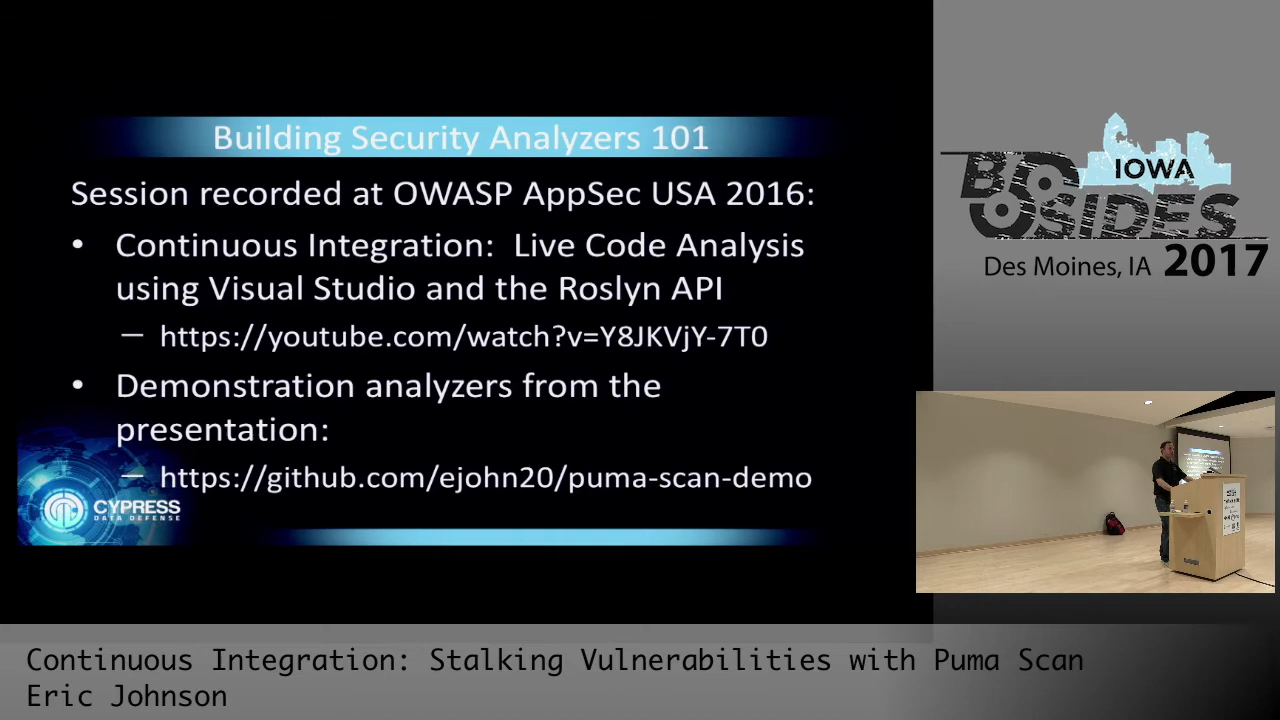 Building Security Analyzers 101
Session recorded at OWASP AppSec USA 2016:
• Continuous Integration: Live Code Analysis
using Visual Studio and the Roslyn API
— https://youtube.com/watch?v=Y8JKVjY-7T0
• Demonstration analyzers from the
presentation:
— https://github.com/ejohn20/puma-scan-demo
CYPRESS
DATA DEFENSE
IOWA
BSIDES
Des Moines, IA 2017
Continuous Integration: Stalking Vulnerabilities with Puma Scan
Eric Johnson